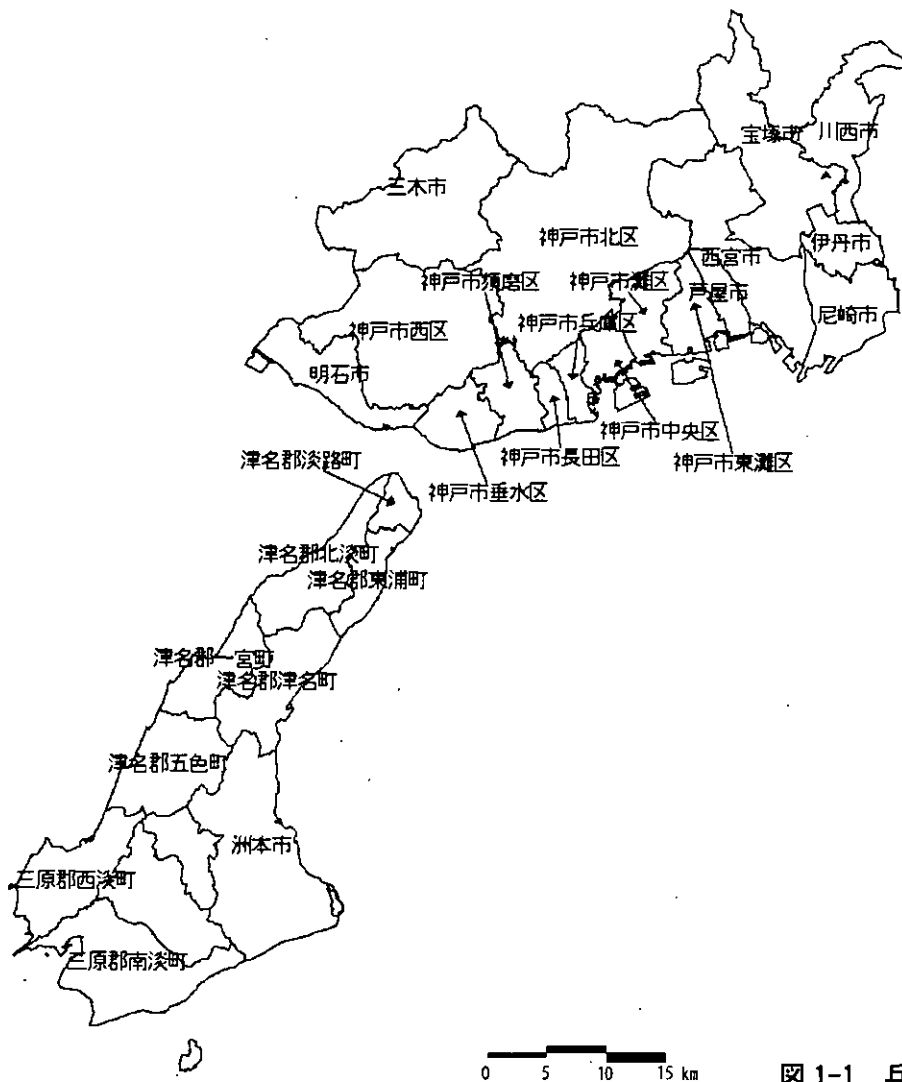 宝塚市
川西市
三木市
神戸市北区
伊丹市
西宮市
神戸市須磨区
神戸市灘区
芦屋市
尼崎市
神戸市西区
神戸市兵庫区
明石市
神戸市中央区
神戸市長田区
神戸市東灘区
津名郡淡路町
神戸市垂水区
津名郡北淡町
津名郡東浦町
津名郡一宮町
津名郡津名町
津名郡五色町
洲本市
三原郡西淡町
三原郡南淡町
0 5 10 15 km
図 1-1